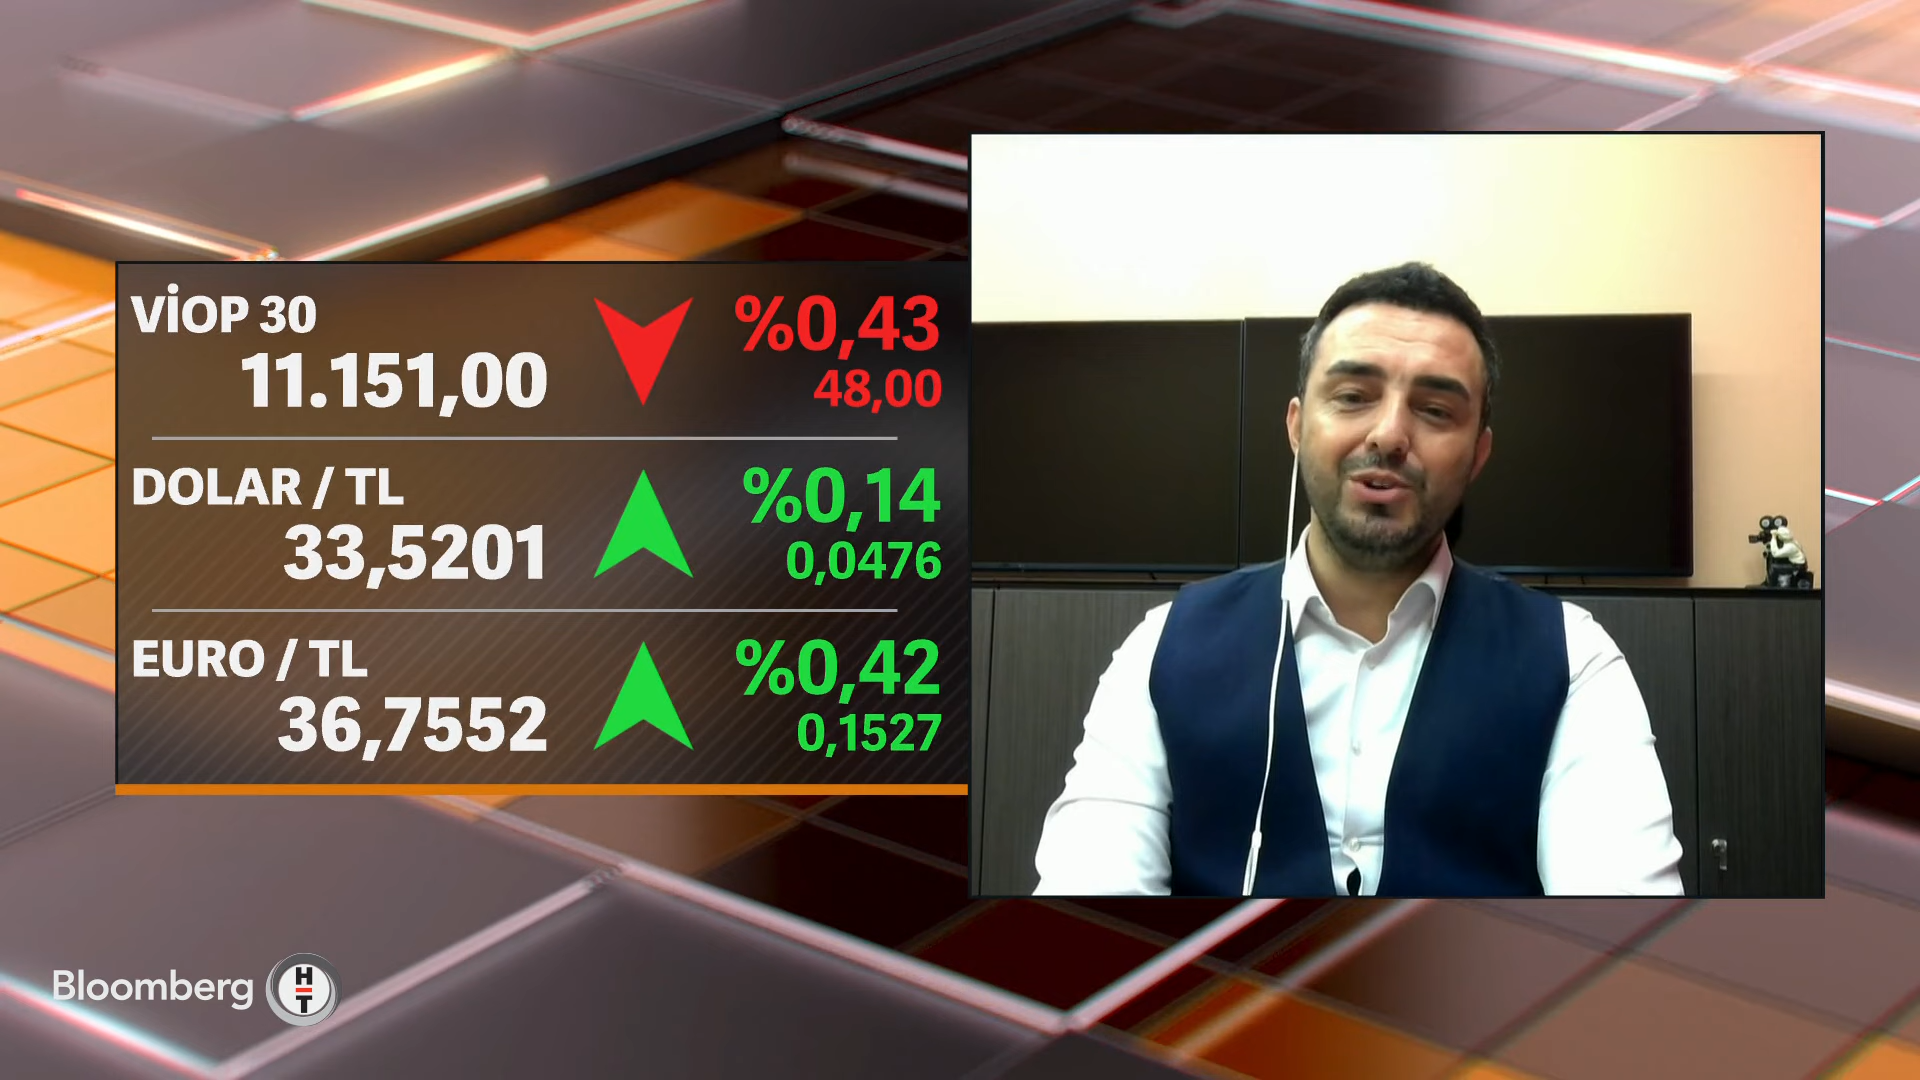 VİOP 30
11.151,00
%0,43
48,00
DOLAR / TL
33,5201
%0,14
0,0476
EURO / TL
36,7552
%0,42
0,1527
Bloomberg HT